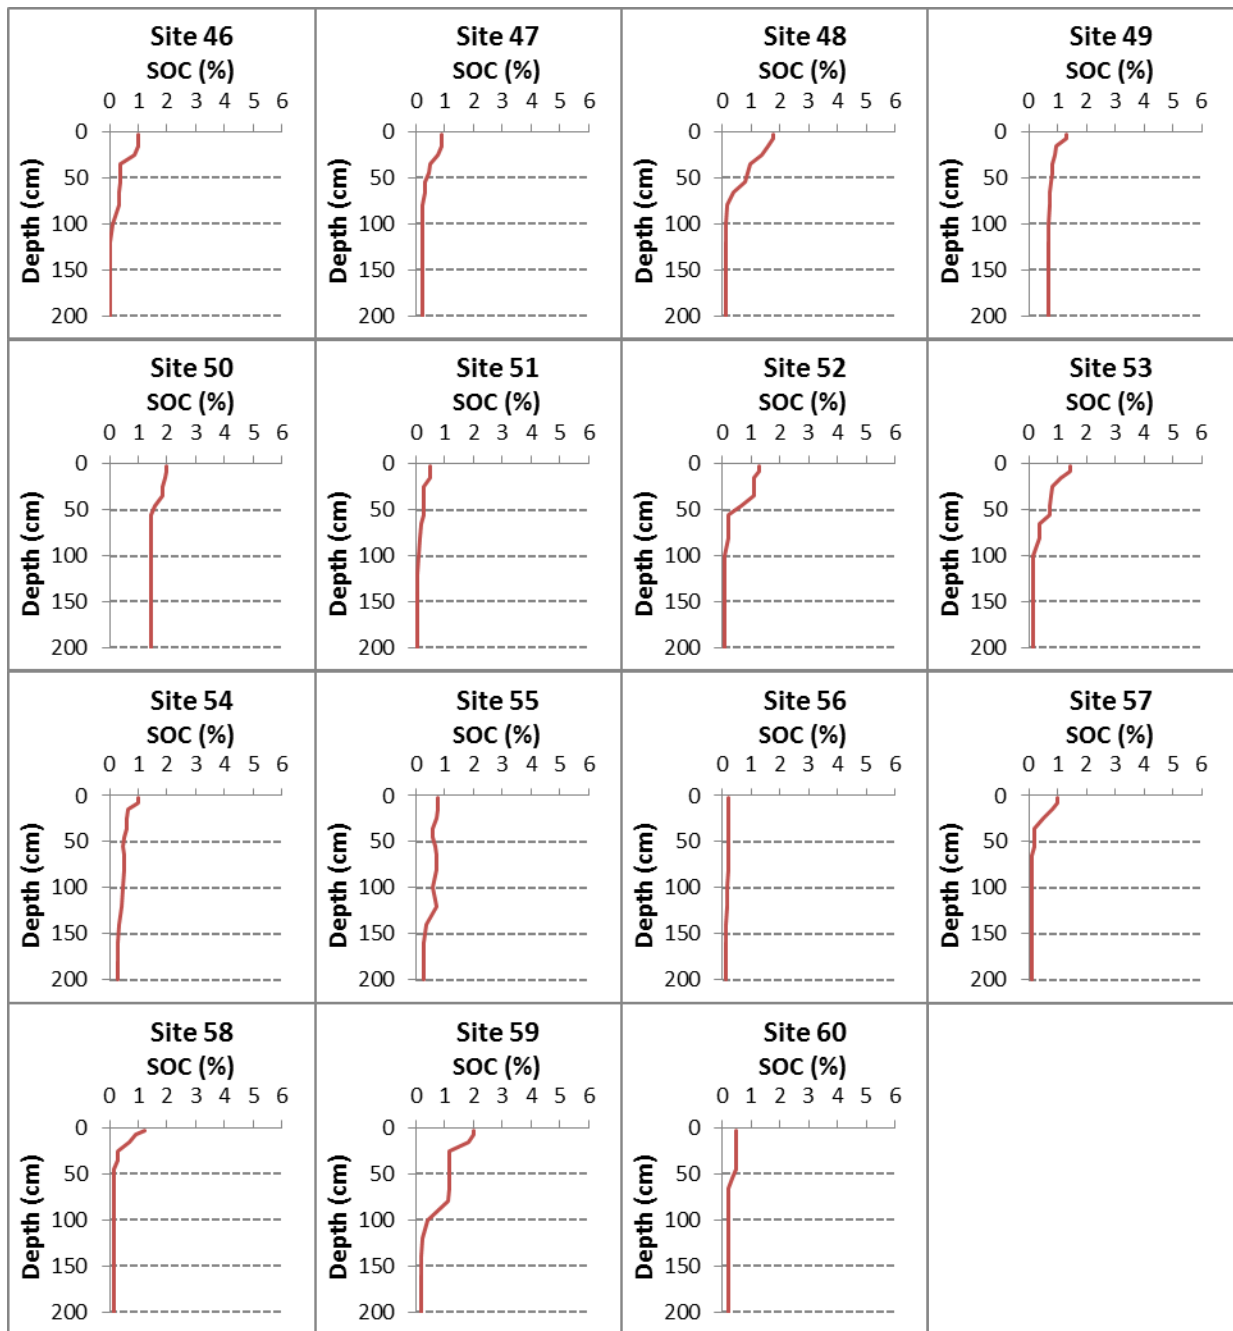 Site 46
SOC (%)
0 1 2 3 4 5 6
0
50
100
150
200
Depth (cm)
Site 47
SOC (%)
0 1 2 3 4 5 6
0
50
100
150
200
Depth (cm)
Site 48
SOC (%)
0 1 2 3 4 5 6
0
50
100
150
200
Depth (cm)
Site 49
SOC (%)
0 1 2 3 4 5 6
0
50
100
150
200
Depth (cm)
Site 50
SOC (%)
0 1 2 3 4 5 6
0
50
100
150
200
Depth (cm)
Site 51
SOC (%)
0 1 2 3 4 5 6
0
50
100
150
200
Depth (cm)
Site 52
SOC (%)
0 1 2 3 4 5 6
0
50
100
150
200
Depth (cm)
Site 53
SOC (%)
0 1 2 3 4 5 6
0
50
100
150
200
Depth (cm)
Site 54
SOC (%)
0 1 2 3 4 5 6
0
50
100
150
200
Depth (cm)
Site 55
SOC (%)
0 1 2 3 4 5 6
0
50
100
150
200
Depth (cm)
Site 56
SOC (%)
0 1 2 3 4 5 6
0
50
100
150
200
Depth (cm)
Site 57
SOC (%)
0 1 2 3 4 5 6
0
50
100
150
200
Depth (cm)
Site 58
SOC (%)
0 1 2 3 4 5 6
0
50
100
150
200
Depth (cm)
Site 59
SOC (%)
0 1 2 3 4 5 6
0
50
100
150
200
Depth (cm)
Site 60
SOC (%)
0 1 2 3 4 5 6
0
50
100
150
200
Depth (cm)